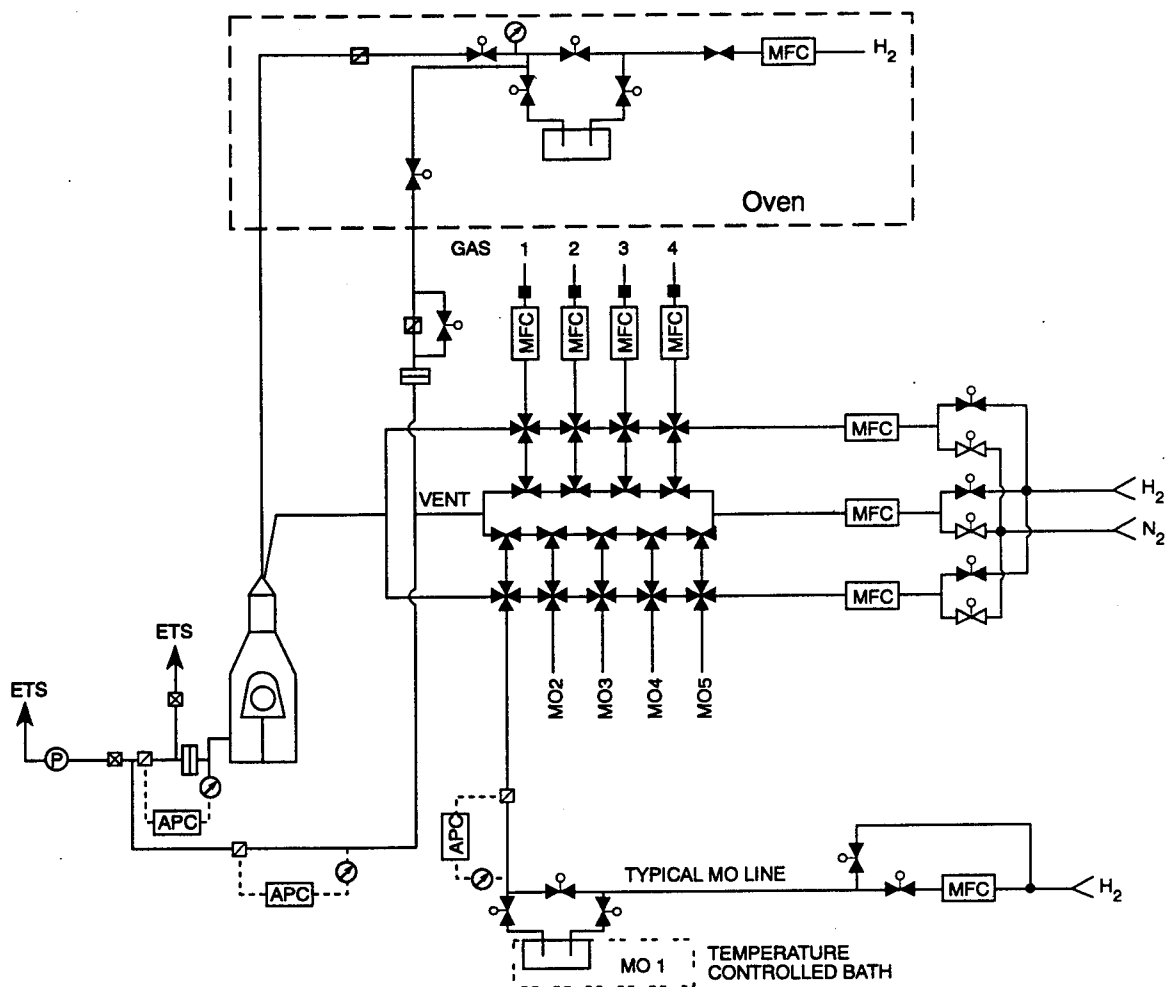 MFC H2
Oven
GAS 1 2 3 4
MFC MFC MFC MFC
MFC
VENT
H2
MFC
N2
MFC
ETS
ETS
MO2 MO3 MO4 MO5
P
APC
APC
APC
TYPICAL MO LINE
MFC H2
MO 1
TEMPERATURE
CONTROLLED BATH